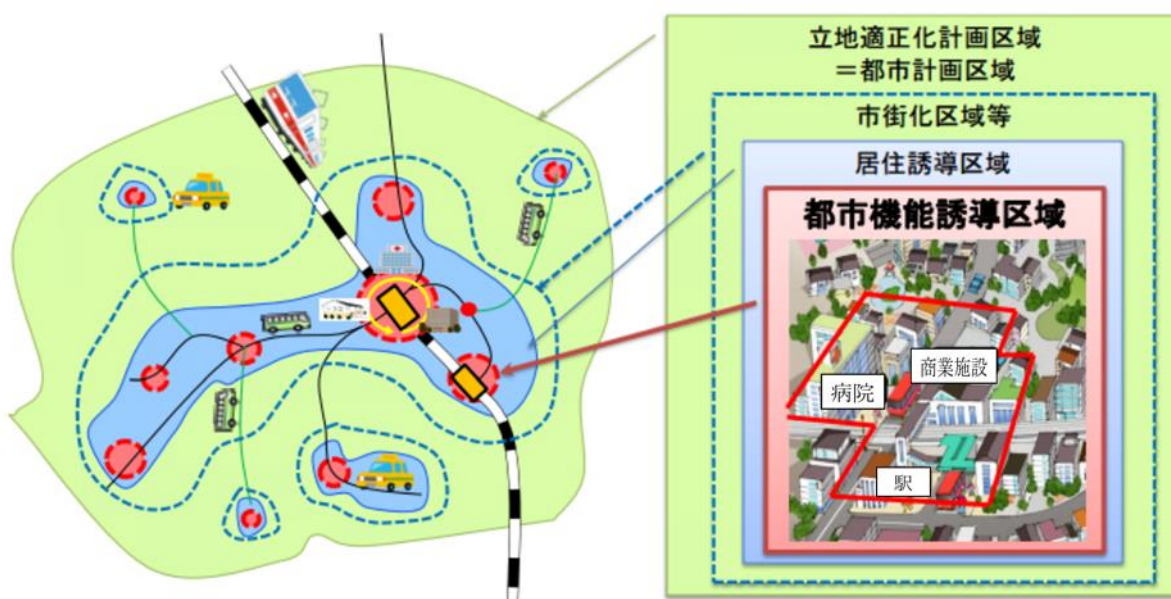 立地適正化計画区域
＝都市計画区域
市街化区域等
居住誘導区域
都市機能誘導区域
商業施設
病院
駅